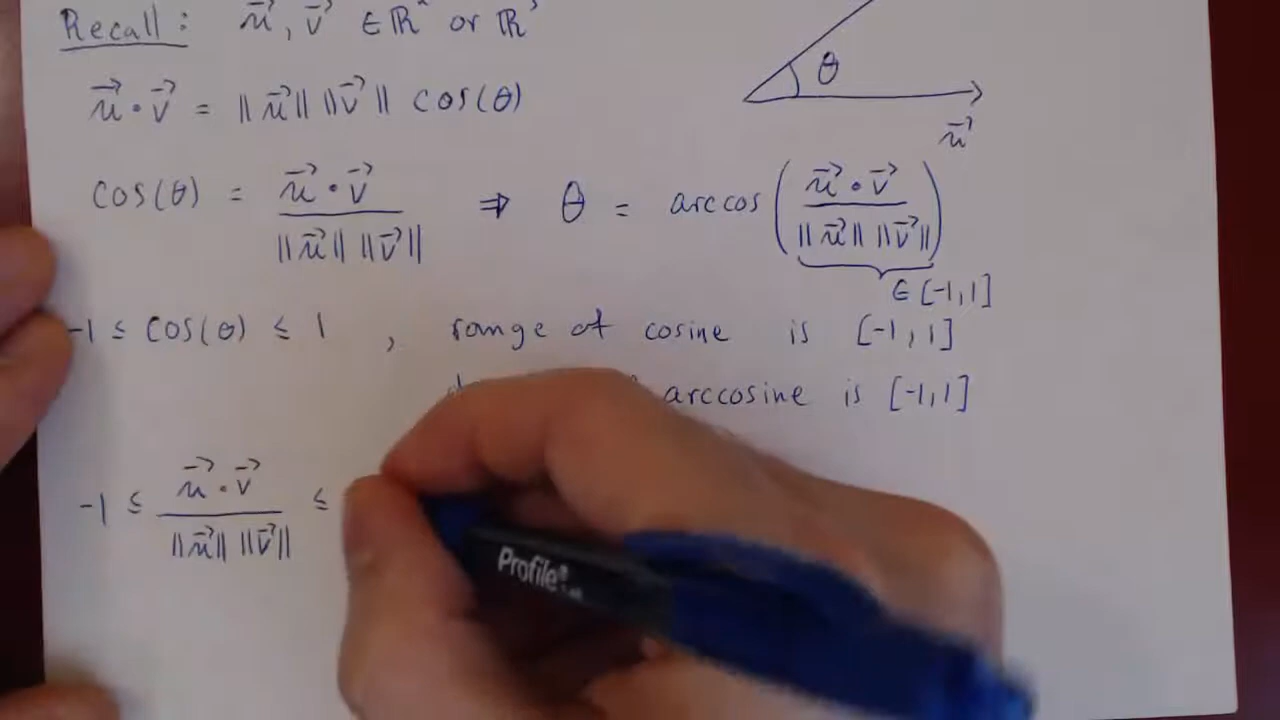 Recall: u⃗, v⃗ ∈ ℝ² or ℝ³
θ
u⃗ · v⃗ = ||u⃗|| ||v⃗|| cos(θ)
u⃗
cos(θ) = u⃗ · v⃗ / ||u⃗|| ||v⃗|| ⇒ θ = arccos( u⃗ · v⃗ / ||u⃗|| ||v⃗|| )
∈ [-1,1]
-1 ≤ cos(θ) ≤ 1 , range of cosine is [-1,1]
arccosine is [-1,1]
-1 ≤ u⃗ · v⃗ / ||u⃗|| ||v⃗|| ≤
Profile